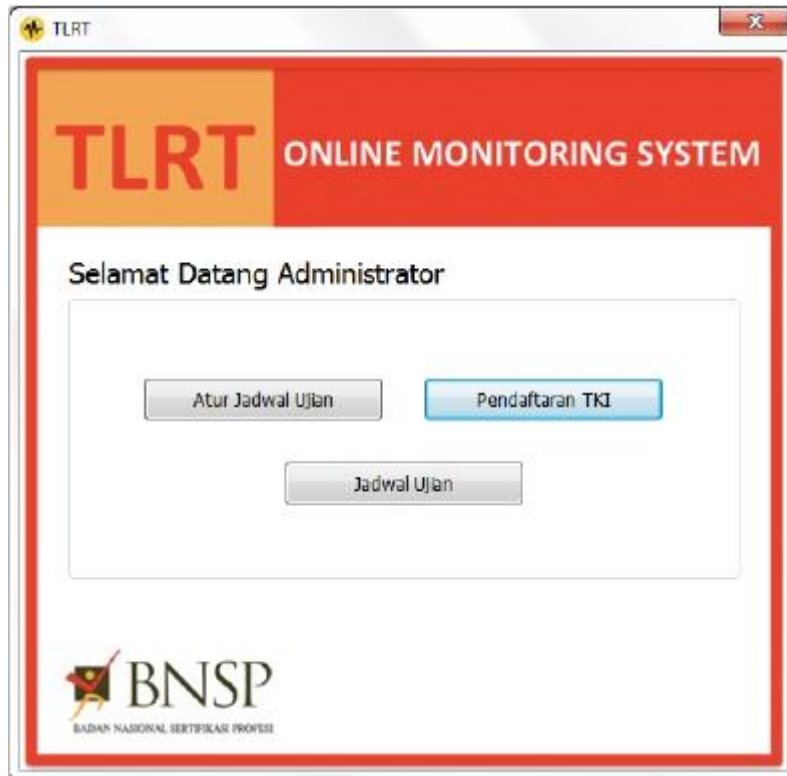 TLRT
TLRT ONLINE MONITORING SYSTEM
Selamat Datang Administrator
Atur Jadwal Ujian
Pendaftaran TKI
Jadwal Ujian
BNSP
BADAN NASIONAL SERTIFIKASI PROFESI